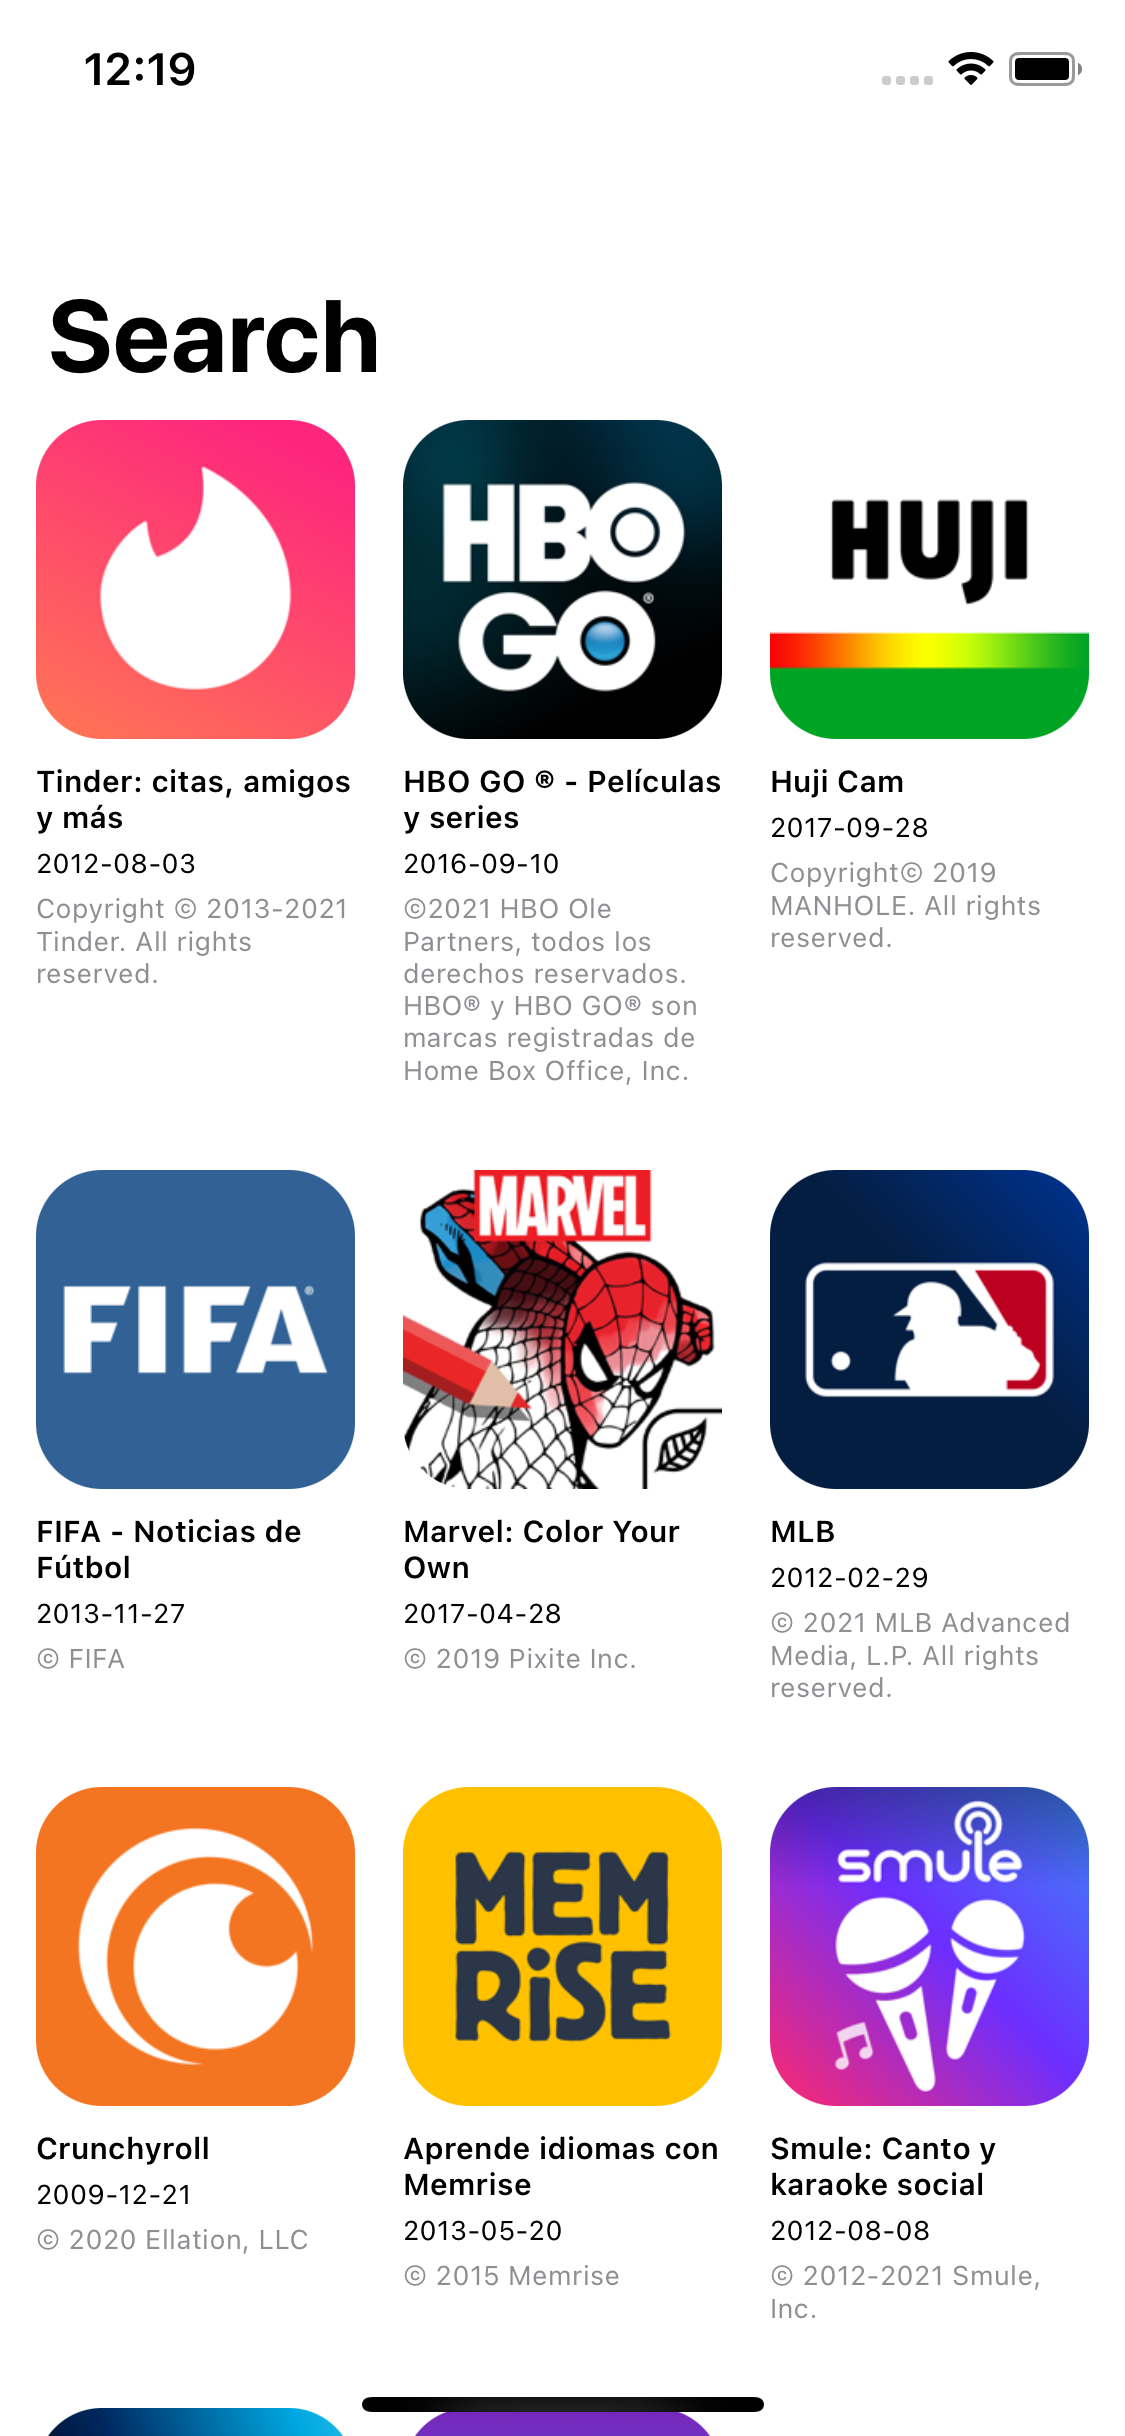 12:19
Search
HBO
GO®
HUJI
Tinder: citas, amigos
y más
2012-08-03
Copyright © 2013-2021
Tinder. All rights
reserved.
HBO GO ® - Películas
y series
2016-09-10
©2021 HBO Ole
Partners, todos los
derechos reservados.
HBO® y HBO GO® son
marcas registradas de
Home Box Office, Inc.
Huji Cam
2017-09-28
Copyright© 2019
MANHOLE. All rights
reserved.
FIFA®
MARVEL
FIFA - Noticias de
Fútbol
2013-11-27
© FIFA
Marvel: Color Your
Own
2017-04-28
© 2019 Pixite Inc.
MLB
2012-02-29
© 2021 MLB Advanced
Media, L.P. All rights
reserved.
MEM
RiSE
smule
Crunchyroll
2009-12-21
© 2020 Ellation, LLC
Aprende idiomas con
Memrise
2013-05-20
© 2015 Memrise
Smule: Canto y
karaoke social
2012-08-08
© 2012-2021 Smule,
Inc.